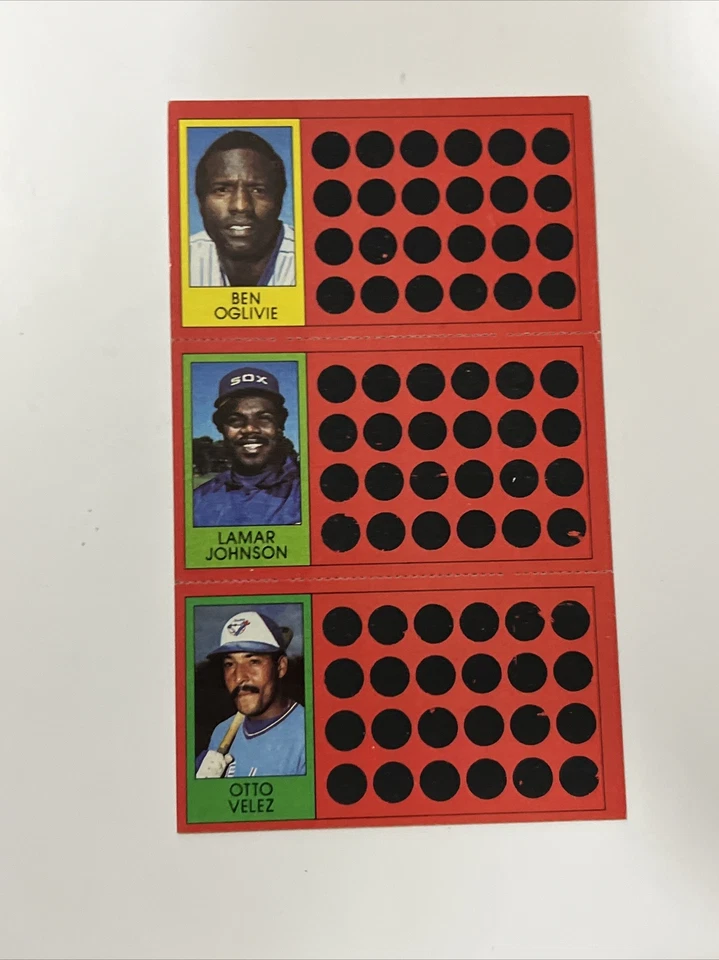 BEN
OGLIVIE
SOX
LAMAR
JOHNSON
OTTO
VELEZ